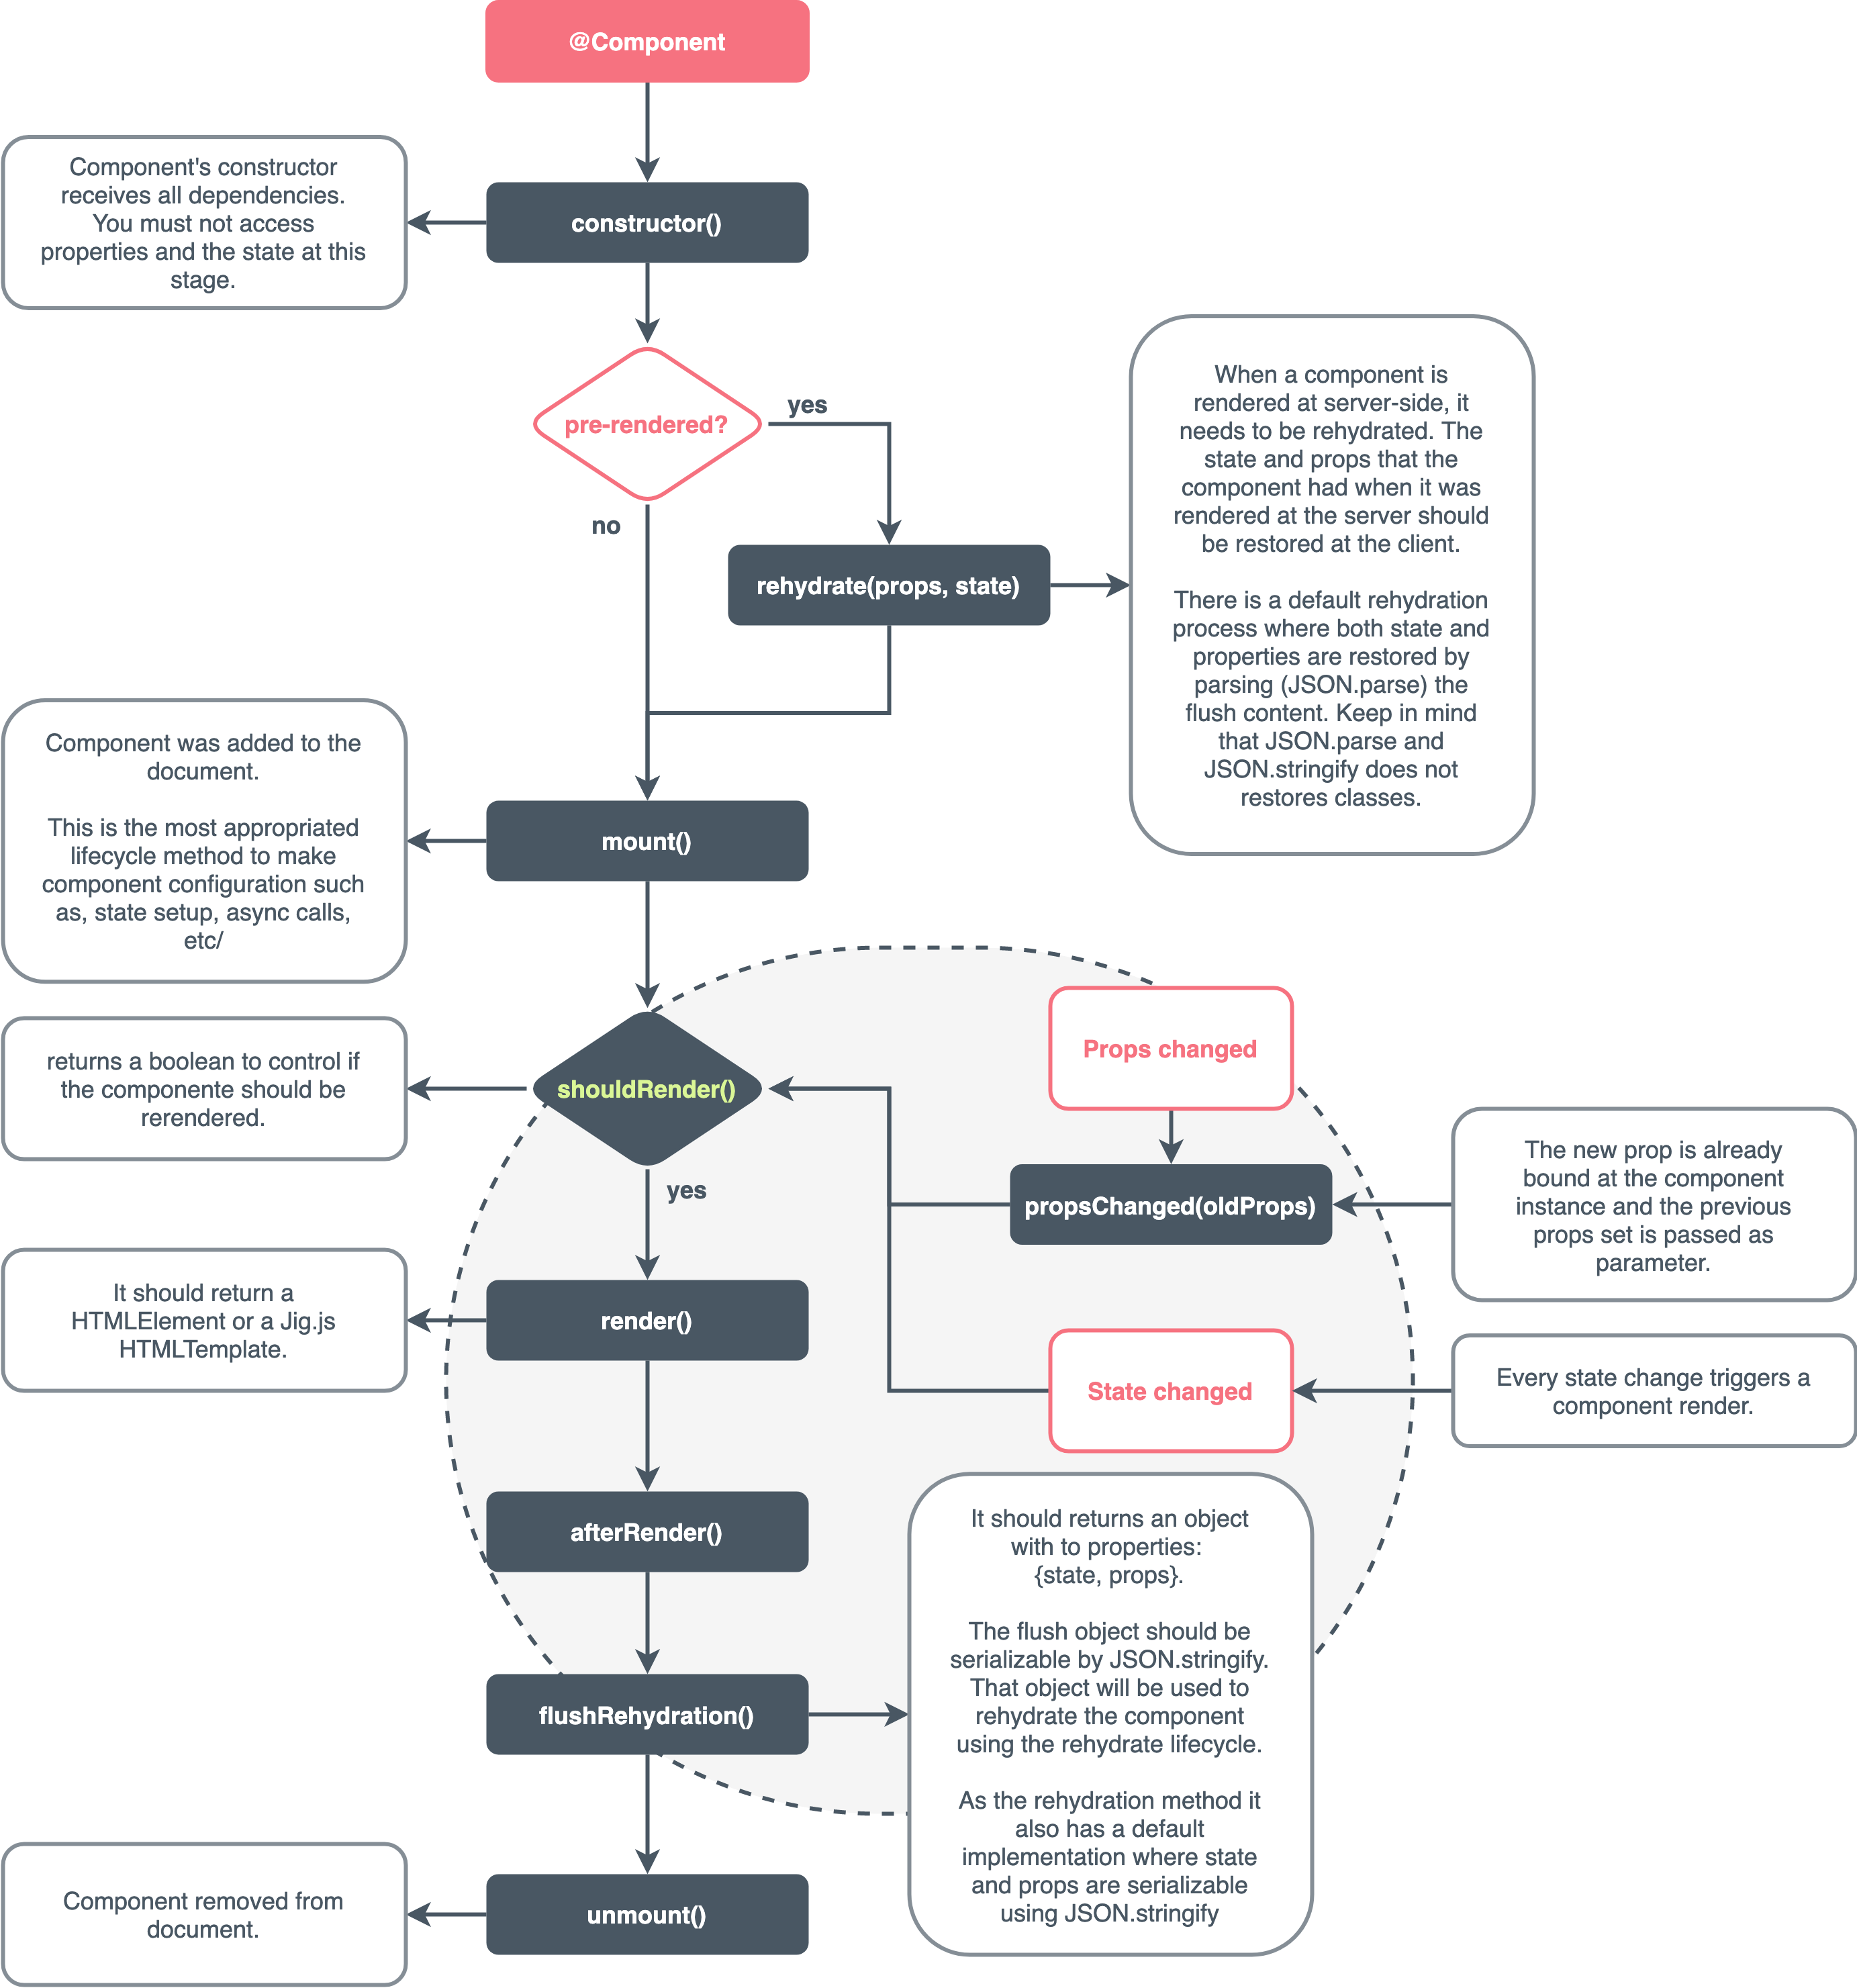 @Component
Component's constructor
receives all dependencies.
You must not access
properties and the state at this
stage.
constructor()
pre-rendered?
yes
no
When a component is
rendered at server-side, it
needs to be rehydrated. The
state and props that the
component had when it was
rendered at the server should
be restored at the client.
There is a default rehydration
process where both state and
properties are restored by
parsing (JSON.parse) the
flush content. Keep in mind
that JSON.parse and
JSON.stringify does not
restores classes.
rehydrate(props, state)
Component was added to the
document.
This is the most appropriated
lifecycle method to make
component configuration such
as, state setup, async calls,
etc/
mount()
returns a boolean to control if
the componente should be
rerendered.
shouldRender()
yes
Props changed
propsChanged(oldProps)
The new prop is already
bound at the component
instance and the previous
props set is passed as
parameter.
It should return a
HTMLElement or a Jig.js
HTMLTemplate.
render()
State changed
Every state change triggers a
component render.
afterRender()
It should returns an object
with to properties:
{state, props}.
The flush object should be
serializable by JSON.stringify.
That object will be used to
rehydrate the component
using the rehydrate lifecycle.
As the rehydration method it
also has a default
implementation where state
and props are serializable
using JSON.stringify
flushRehydration()
Component removed from
document.
unmount()